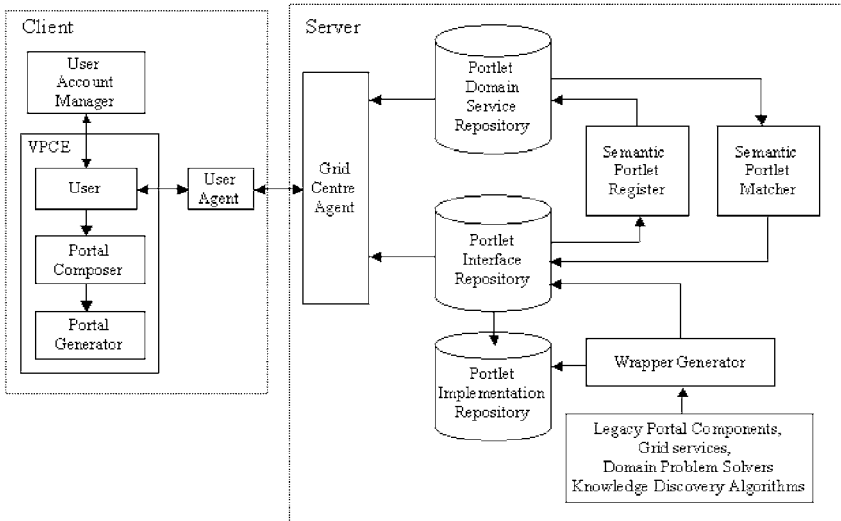 Client
User
Account
Manager
VPCE
User
Portal
Composer
Portal
Generator
User
Agent
Server
Grid
Centre
Agent
Portlet
Domain
Service
Repository
Semantic
Portlet
Register
Semantic
Portlet
Matcher
Portlet
Interface
Repository
Portlet
Implementation
Repository
Wrapper Generator
Legacy Portal Components,
Grid services,
Domain Problem Solvers
Knowledge Discovery Algorithms